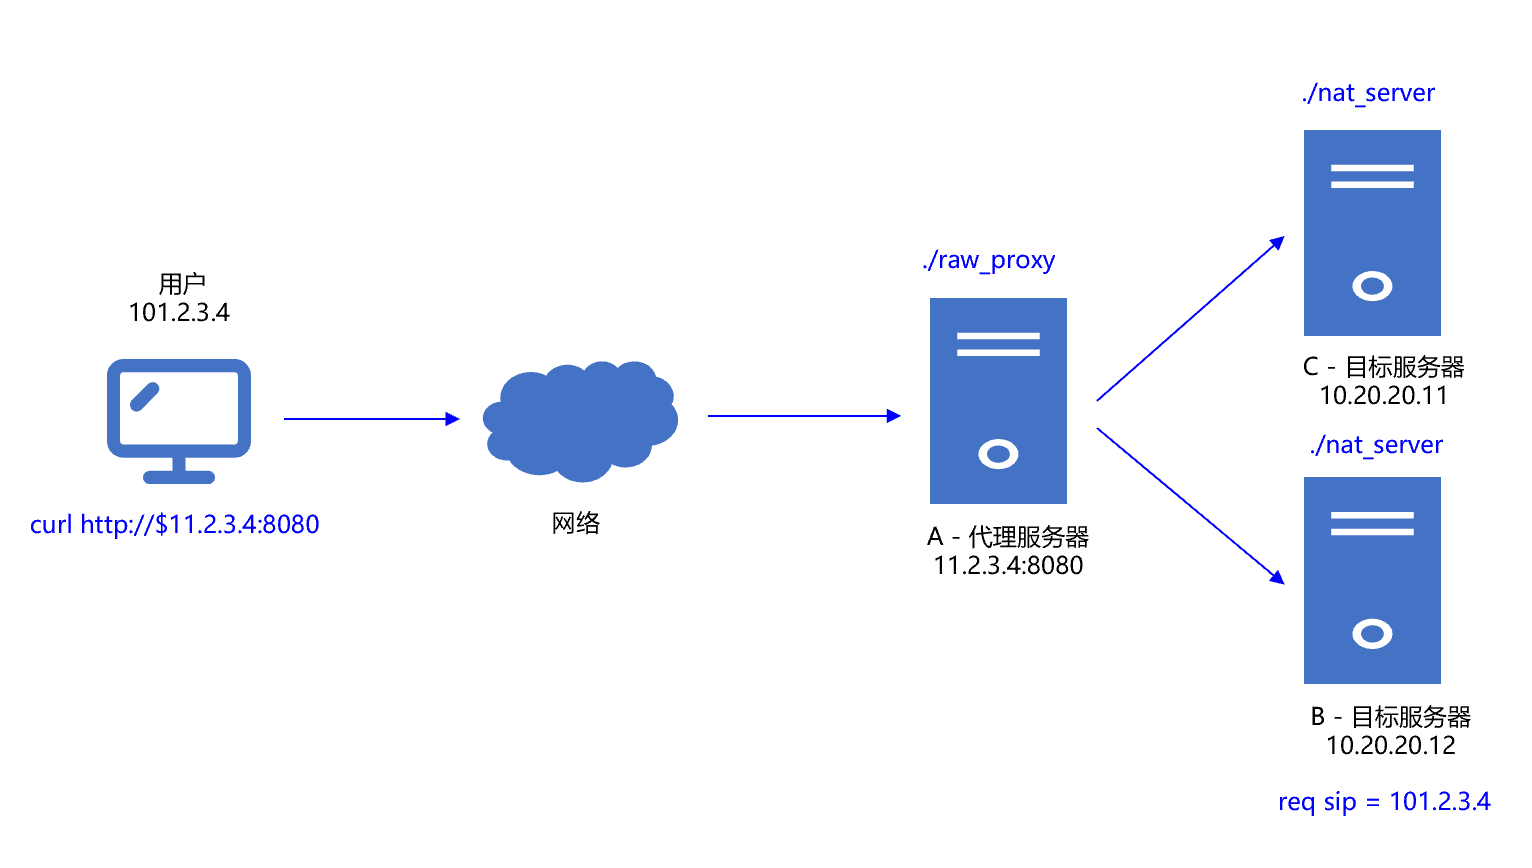 用户
101.2.3.4
curl http://$11.2.3.4:8080
网络
./raw_proxy
A - 代理服务器
11.2.3.4:8080
./nat_server
C - 目标服务器
10.20.20.11
./nat_server
B - 目标服务器
10.20.20.12
req sip = 101.2.3.4